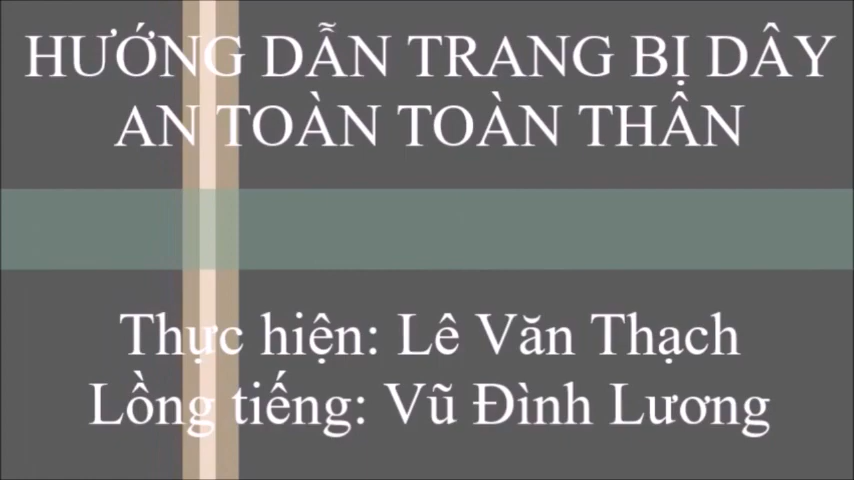 HƯỚNG DẪN TRANG BỊ DÂY
AN TOÀN TOÀN THÂN
Thực hiện: Lê Văn Thạch
Lồng tiếng: Vũ Đình Lương